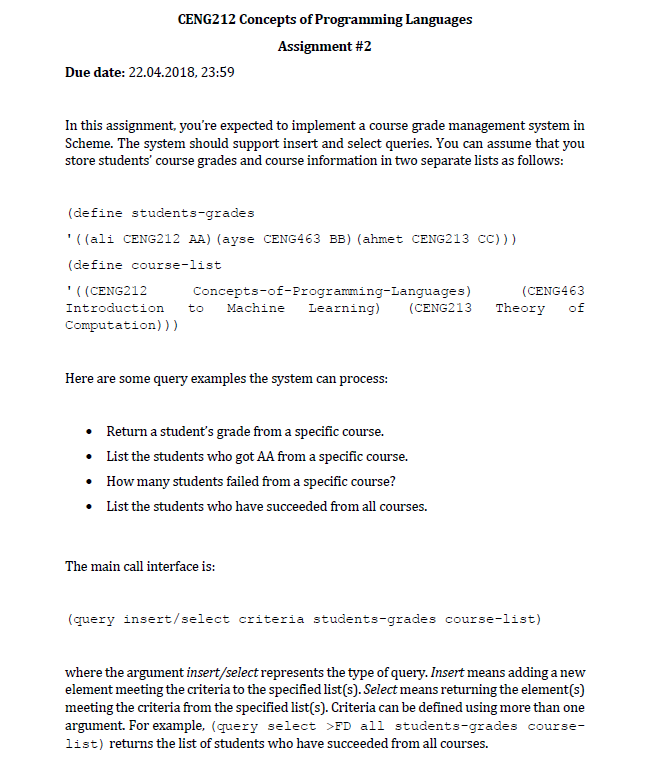 CENG212 Concepts of Programming Languages
Assignment #2
Due date: 22.04.2018, 23:59
In this assignment, you're expected to implement a course grade management system in
Scheme. The system should support insert and select queries. You can assume that you
store students' course grades and course information in two separate lists as follows:
(define students-grades
'((ali CENG212 AA)(ayse CENG463 BB)(ahmet CENG213 CC)))
(define course-list
'((CENG212 Concepts-of-Programming-Languages) (CENG463
Introduction to Machine Learning) (CENG213 Theory of
Computation)))
Here are some query examples the system can process:
• Return a student's grade from a specific course.
• List the students who got AA from a specific course.
• How many students failed from a specific course?
• List the students who have succeeded from all courses.
The main call interface is:
(query insert/select criteria students-grades course-list)
where the argument insert/select represents the type of query. Insert means adding a new
element meeting the criteria to the specified list(s). Select means returning the element(s)
meeting the criteria from the specified list(s). Criteria can be defined using more than one
argument. For example, (query select >FD all students-grades course-
list) returns the list of students who have succeeded from all courses.